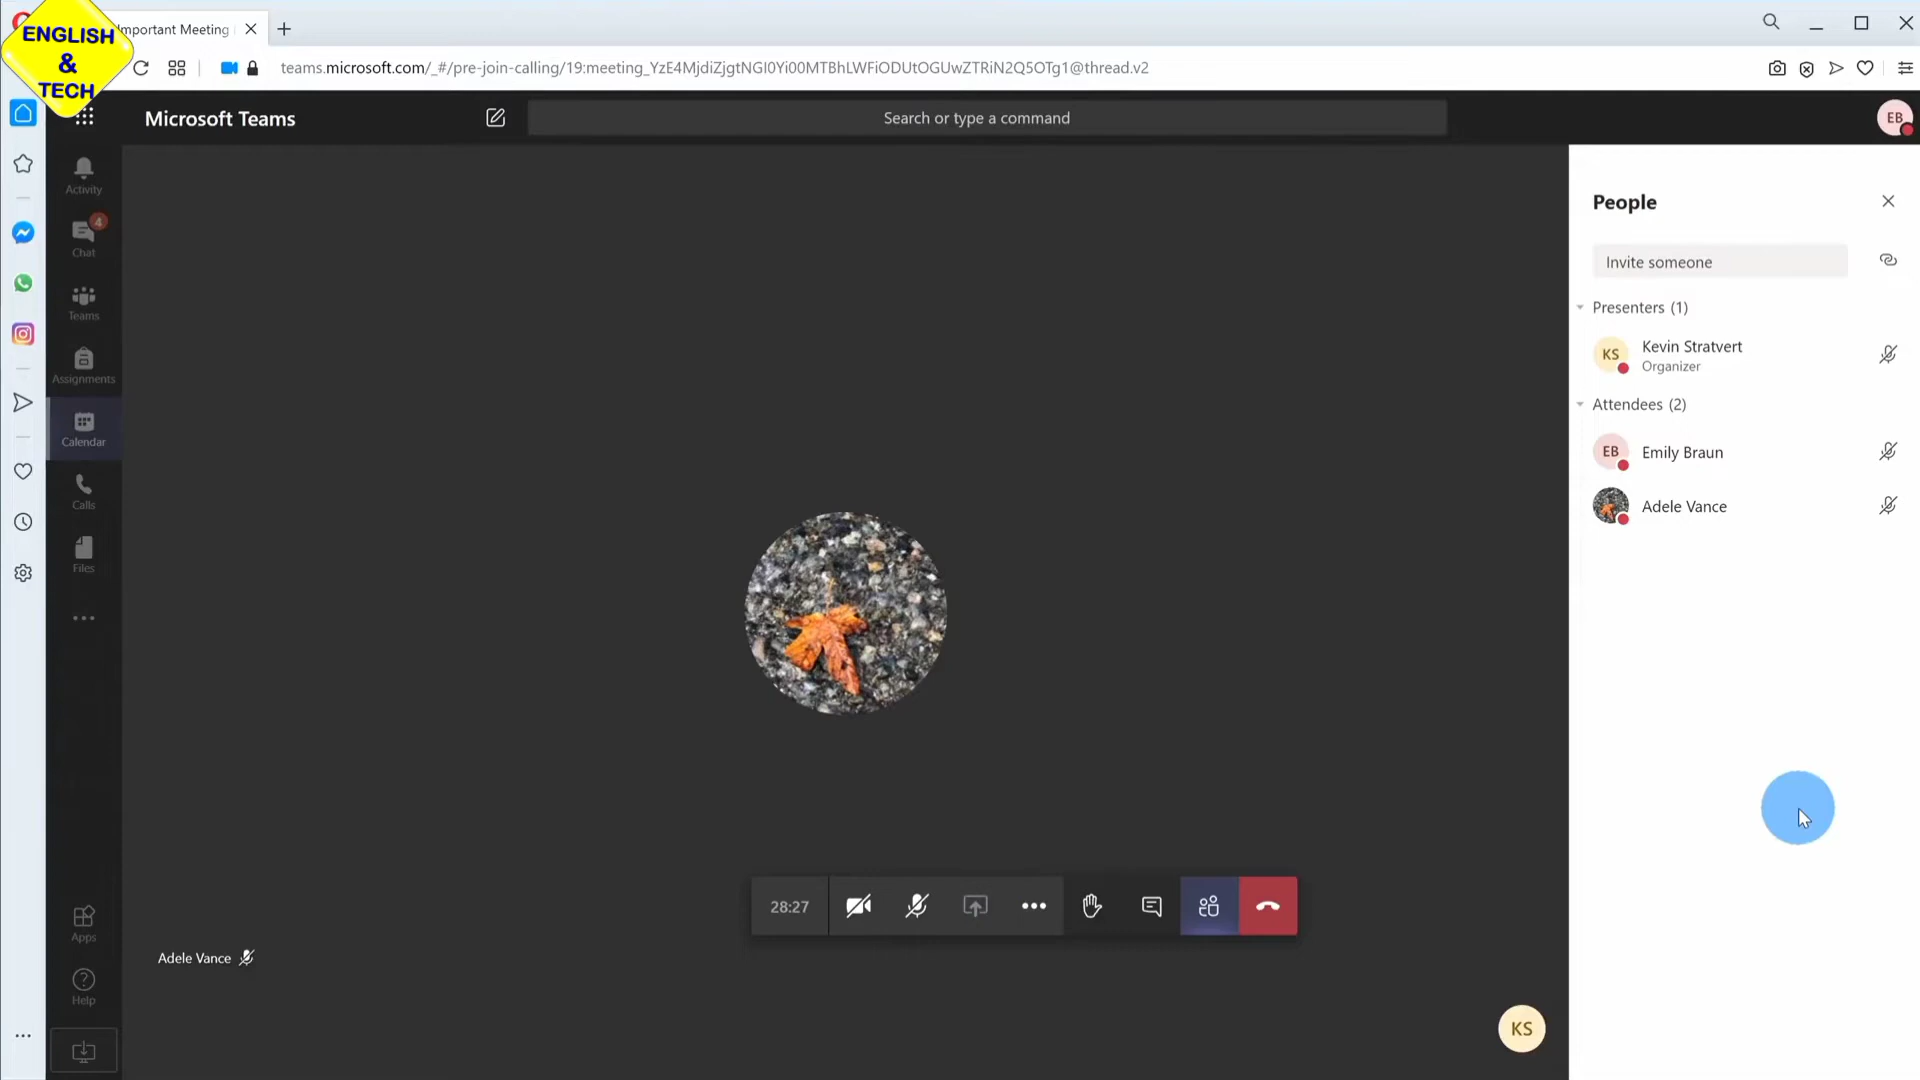 ENGLISH
&
TECH
Important Meeting
teams.microsoft.com/_#/pre-join-calling/19:meeting_YzE4MjdiZjgtNGI0Yi00MTBhLWFiODUtOGUwZTRiN2Q5OTg1@thread.v2
Microsoft Teams
Search or type a command
EB
Activity
4
Chat
Teams
Assignments
Calendar
Calls
Files
Apps
Help
People
Invite someone
Presenters (1)
KS
Kevin Stratvert
Organizer
Attendees (2)
EB
Emily Braun
Adele Vance
28:27
Adele Vance
KS